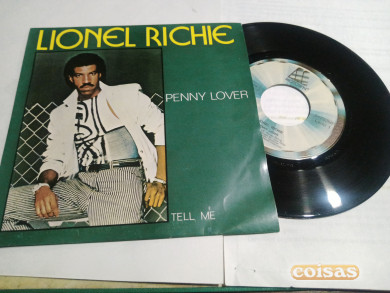 LIONEL RICHIE
PENNY LOVER
TELL ME
coisas